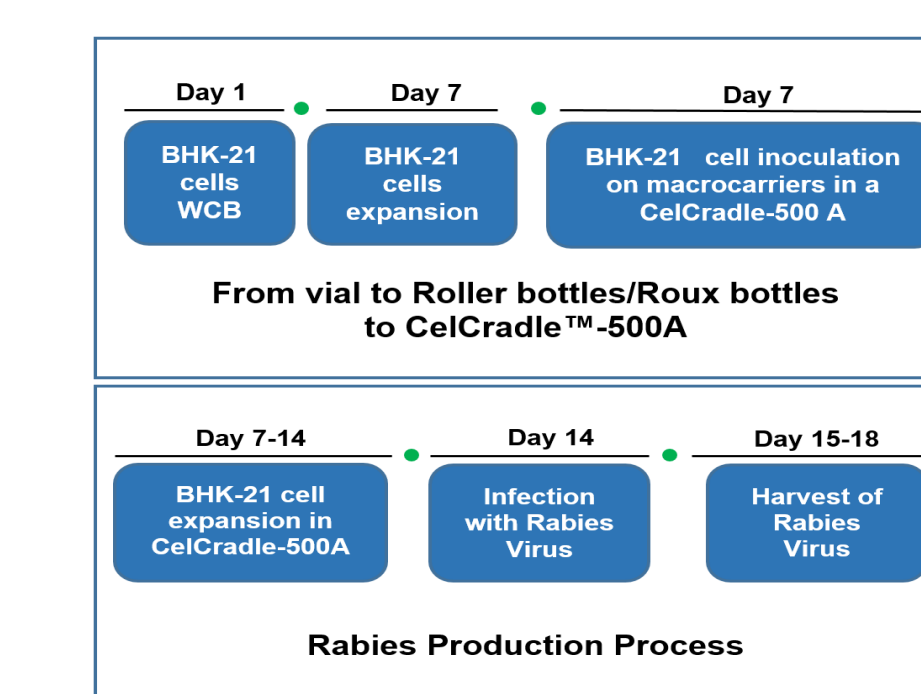 Day 1
BHK-21
cells
WCB
Day 7
BHK-21
cells
expansion
Day 7
BHK-21 cell inoculation
on macrocarriers in a
CelCradle-500 A
From vial to Roller bottles/Roux bottles
to CelCradle™-500A
Day 7-14
BHK-21 cell
expansion in
CelCradle-500A
Day 14
Infection
with Rabies
Virus
Day 15-18
Harvest of
Rabies
Virus
Rabies Production Process